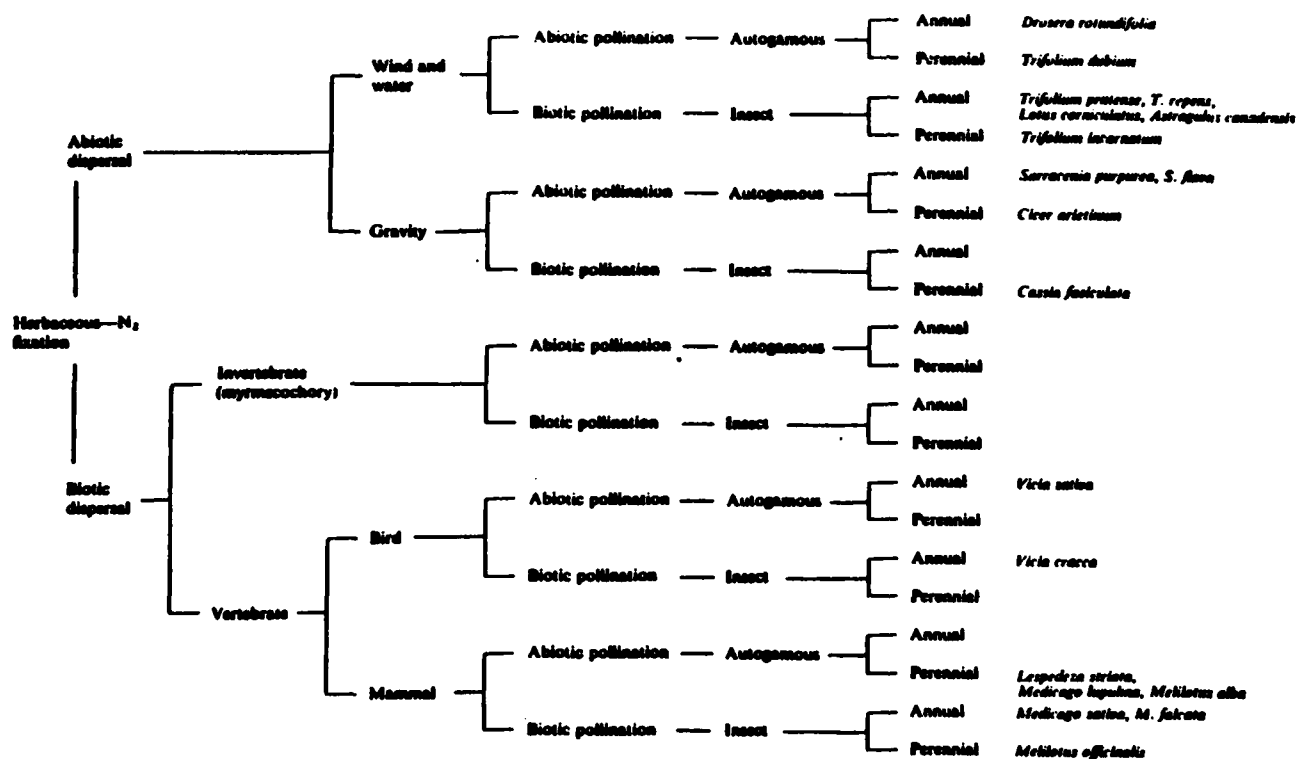 Annual Drosera rotundifolia
Abiotic pollination — Autogamous
Perennial Trifolium dubium
Wind and
water
Annual Trifolium pratense, T. repens,
Lotus corniculatus, Astragulus canadensis
Biotic pollination — Insect
Perennial Trifolium incarnatum
Abiotic
dispersal
Annual Sarracenia purpurea, S. flava
Abiotic pollination — Autogamous
Perennial Cicer arietinum
Gravity
Annual
Biotic pollination — Insect
Perennial Cassia fasiculata
Herbaceous—N₂
fixation
Annual
Abiotic pollination — Autogamous
Perennial
Invertebrate
(myrmecochory)
Annual
Biotic pollination — Insect
Perennial
Biotic
dispersal
Annual Vicia sativa
Abiotic pollination — Autogamous
Perennial
Bird
Annual Vicia cracca
Biotic pollination — Insect
Perennial
Vertebrate
Annual
Abiotic pollination — Autogamous
Perennial Lespedeza striata,
Medicago lupulina, Melilotus alba
Mammal
Annual Medicago sativa, M. falcata
Biotic pollination — Insect
Perennial Melilotus officinalis